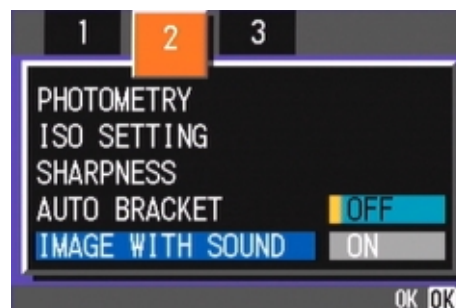 1 2 3
PHOTOMETRY
ISO SETTING
SHARPNESS
AUTO BRACKET OFF
IMAGE WITH SOUND ON
OK OK